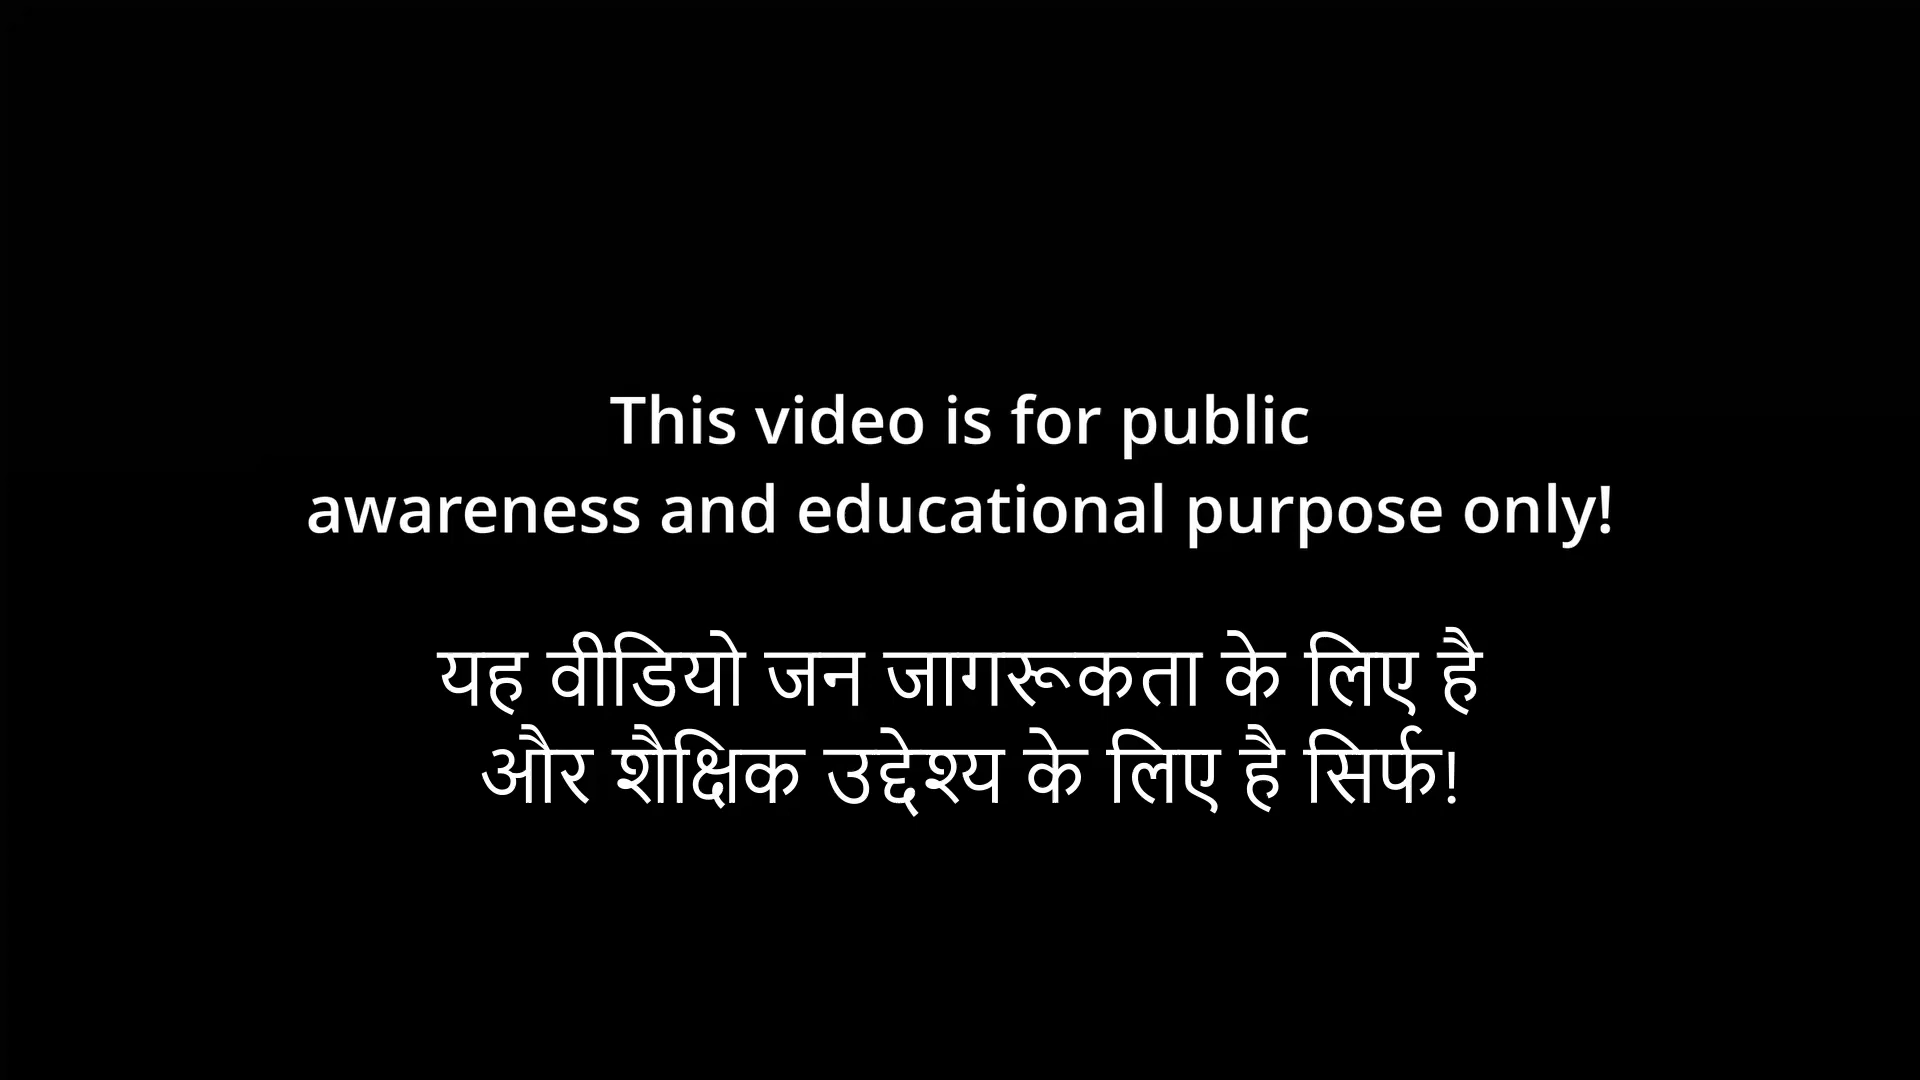 This video is for public
awareness and educational purpose only!
यह वीडियो जन जागरूकता के लिए है
और शैक्षिक उद्देश्य के लिए है सिर्फ!